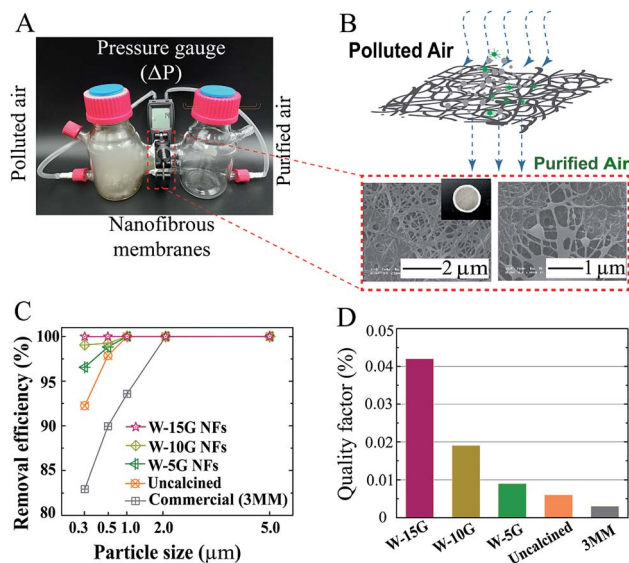 A
Pressure gauge
(ΔP)
Polluted air
Purified air
Nanofibrous
membranes
B
Polluted Air
Purified Air
2 μm
1 μm
C
Removal efficiency (%)
100
95
90
85
80
W-15G NFs
W-10G NFs
W-5G NFs
Uncalcined
Commercial (3MM)
0.3
0.5
1.0
2.0
5.0
Particle size (μm)
D
Quality factor (%)
0.05
0.04
0.03
0.02
0.01
0.00
W-15G
W-10G
W-5G
Uncalcined
3MM